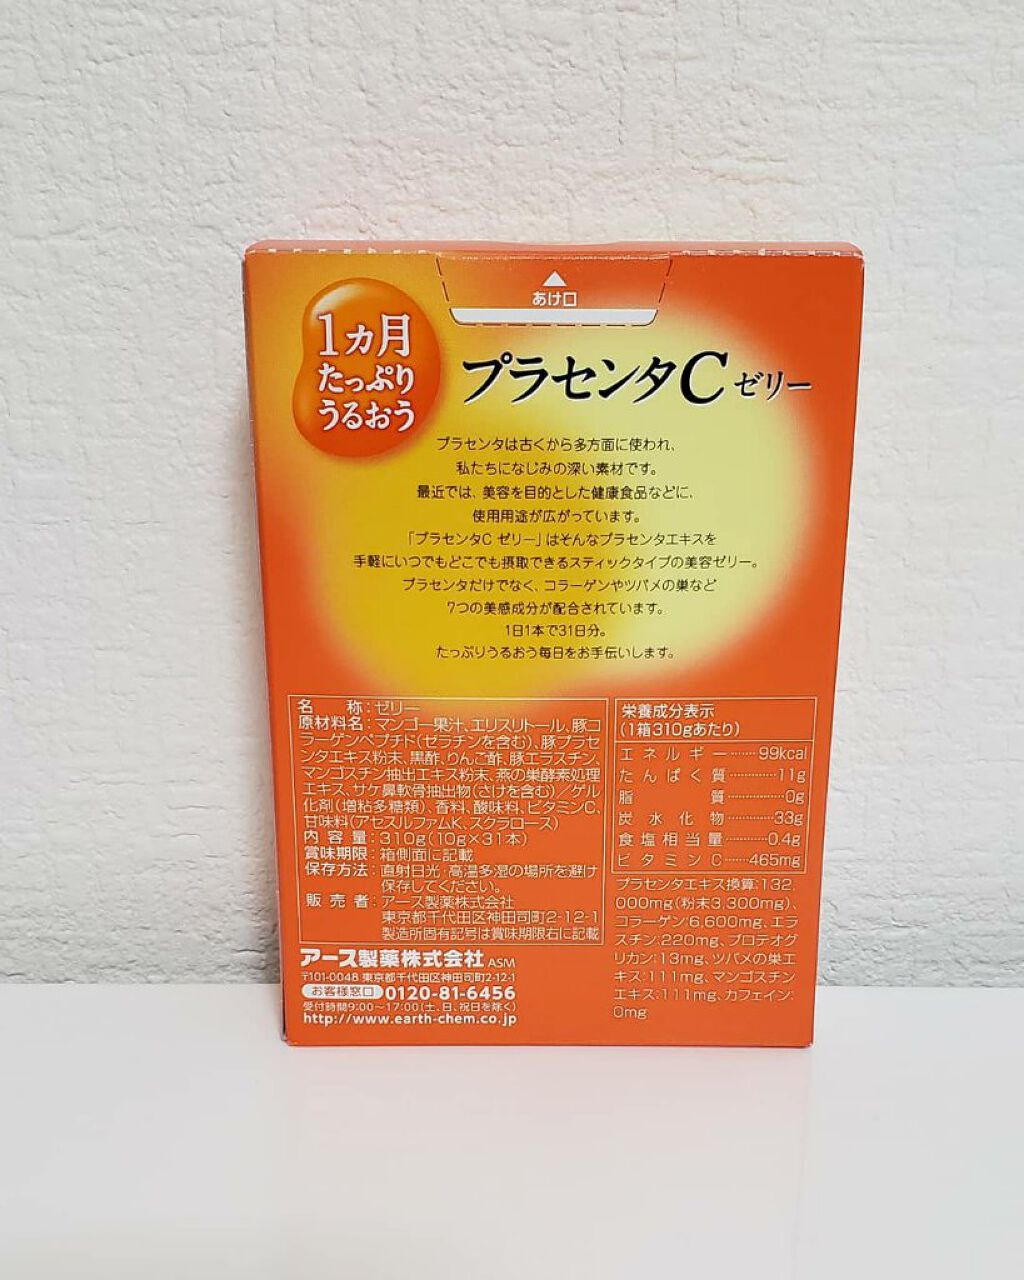 あけ口
1ヵ月
たっぷり
うるおう
プラセンタC ゼリー
プラセンタは古くから多方面に使われ、
私たちになじみの深い素材です。
最近では、美容を目的とした健康食品などに、
使用用途が広がっています。
「プラセンタC ゼリー」はそんなプラセンタエキスを
手軽にいつでもどこでも摂取できるスティックタイプの美容ゼリー。
プラセンタだけでなく、コラーゲンやツバメの巣など
7つの美感成分が配合されています。
1日1本で31日分。
たっぷりうるおう毎日をお手伝いします。
名称：ゼリー
原材料名：マンゴー果汁、エリスリトール、豚コ
ラーゲンペプチド（ゼラチンを含む）、豚プラセ
ンタエキス粉末、黒酢、りんご酢、豚エラスチン、
マンゴスチン抽出エキス粉末、燕の巣酵素処理
エキス、サケ鼻軟骨抽出物（さけを含む）／ゲル
化剤（増粘多糖類）、香料、酸味料、ビタミンC、
甘味料（アセスルファムK、スクラロース）
内容量：310g（10g×31本）
賞味期限：箱側面に記載
保存方法：直射日光・高温多湿の場所を避け
保存してください。
販売者：アース製薬株式会社
東京都千代田区神田司町2-12-1
製造所固有記号は賞味期限右に記載
アース製薬株式会社 ASM
〒101-0048 東京都千代田区神田司町2-12-1
お客様窓口 0120-81-6456
受付時間9:00〜17:00（土、日、祝日を除く）
http://www.earth-chem.co.jp
栄養成分表示
（1箱310gあたり）
エネルギー……99kcal
たんぱく質…………11g
脂質……………0g
炭水化物…………33g
食塩相当量………0.4g
ビタミンC……465mg
プラセンタエキス換算：132,
000mg（粉末3,300mg）、
コラーゲン：6,600mg、エラ
スチン：220mg、プロテオグ
リカン：13mg、ツバメの巣エ
キス：111mg、マンゴスチン
エキス：111mg、カフェイン：
0mg